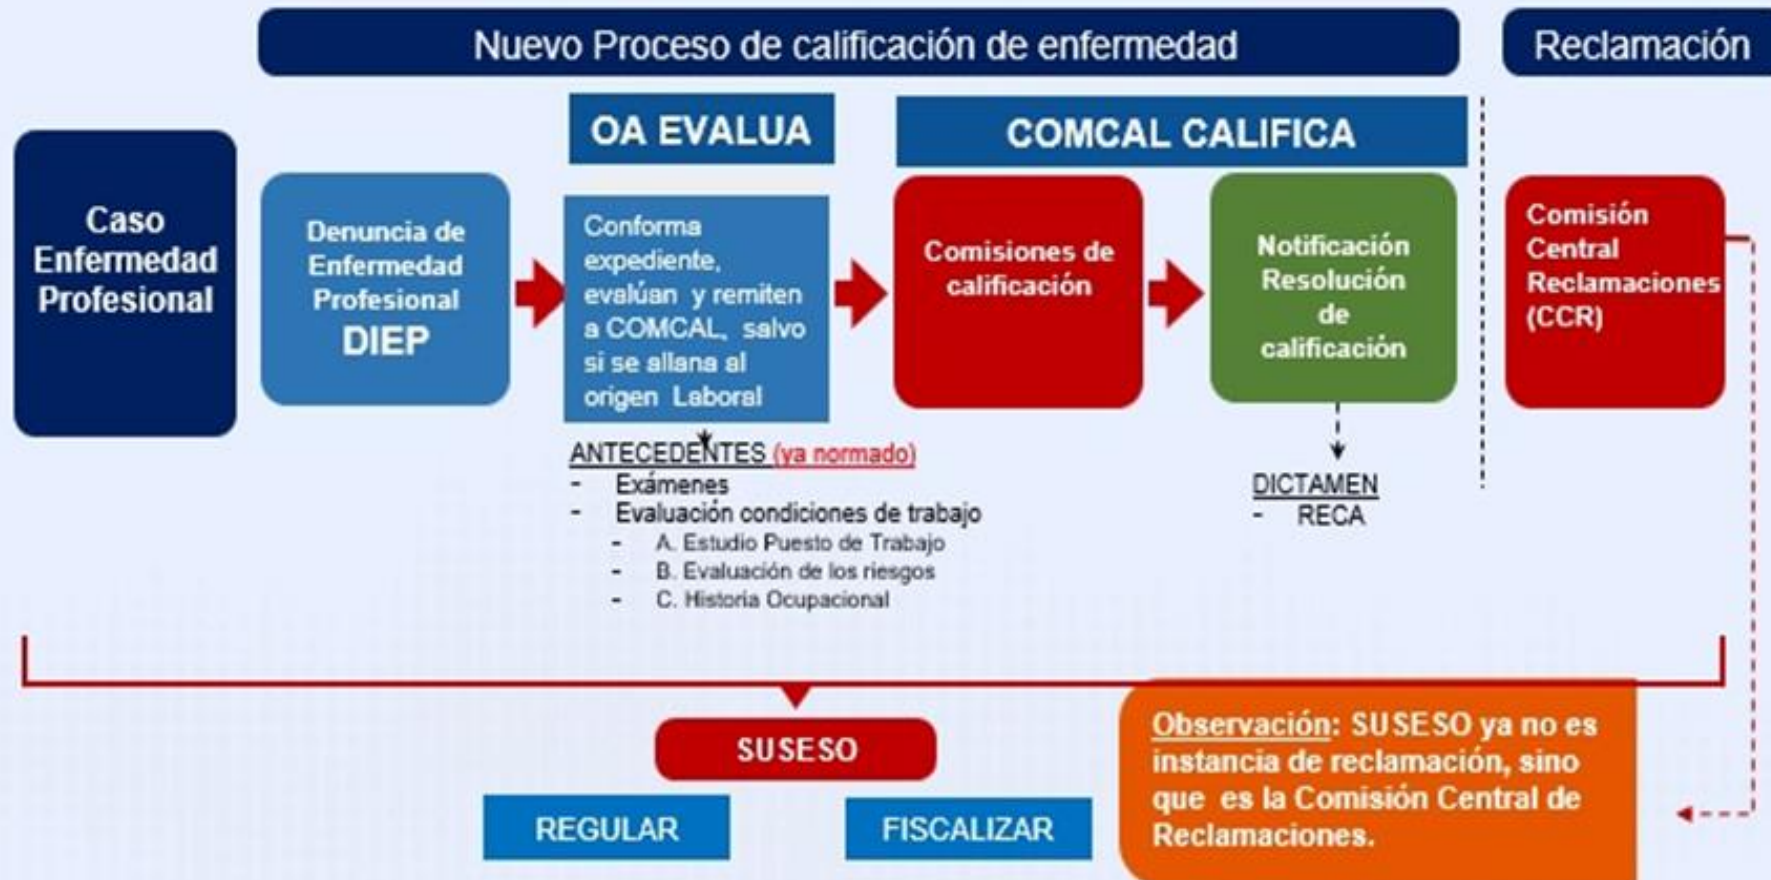 Nuevo Proceso de calificación de enfermedad
Reclamación
OA EVALUA
COMCAL CALIFICA
Caso
Enfermedad
Profesional
Denuncia de
Enfermedad
Profesional
DIEP
Conforma
expediente,
evalúan y remiten
a COMCAL, salvo
si se allana al
origen Laboral
Comisiones de
calificación
Notificación
Resolución
de
calificación
Comisión
Central
Reclamaciones
(CCR)
ANTECEDENTES (ya normado)
- Exámenes
- Evaluación condiciones de trabajo
- A. Estudio Puesto de Trabajo
- B. Evaluación de los riesgos
- C. Historia Ocupacional
DICTAMEN
- RECA
SUSESO
REGULAR
FISCALIZAR
Observación: SUSESO ya no es
instancia de reclamación, sino
que es la Comisión Central de
Reclamaciones.